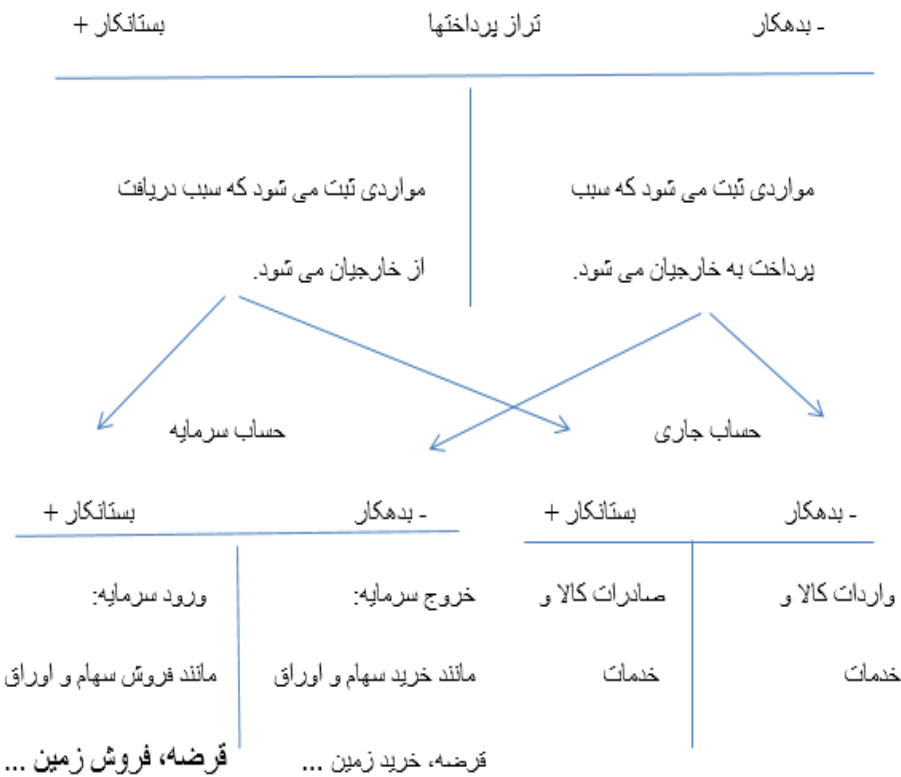 - بدهکار تراز پرداختها بستانکار +
مواردی ثبت می شود که سبب
پرداخت به خارجیان می شود.
مواردی ثبت می شود که سبب دریافت
از خارجیان می شود.
حساب جاری
- بدهکار بستانکار +
واردات کالا و
خدمات
صادرات کالا و
خدمات
حساب سرمایه
- بدهکار بستانکار +
خروج سرمایه:
مانند خرید سهام و اوراق
قرضه، خرید زمین ...
ورود سرمایه:
مانند فروش سهام و اوراق
قرضه، فروش زمین ...